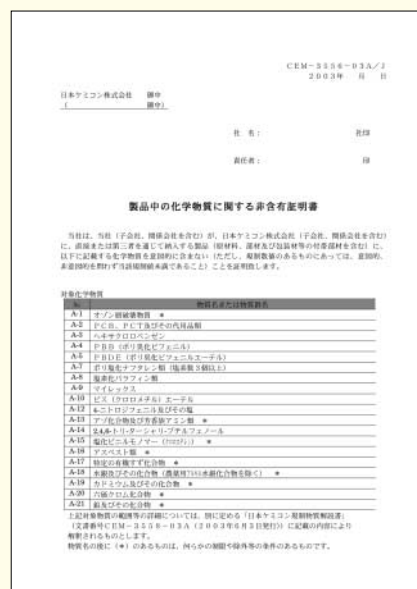 CEM-3556-03A/J
2003年 月 日
日本ケミコン株式会社 御中
( 御中)
社 名: 社印
責任者: 印
製品中の化学物質に関する非含有証明書
当社は、当社(子会社、関係会社を含む)が、日本ケミコン株式会社(子会社、関係会社を含む)
に、直接または第三者を通じて納入する製品(原材料、部材及び包装材等の付帯部材を含む)に、
以下に記載する化学物質を意図的に含まない(ただし、規制数値のあるものにあっては、意図的、
非意図的を問わず当該規制値未満であること)ことを証明致します。
対象化学物質
No. 物質名または物質群名
A-1 オゾン層破壊物質 *
A-2 PCB、PCT及びその代用品類
A-3 ヘキサクロロベンゼン
A-4 PBB(ポリ臭化ビフェニル)
A-5 PBDE(ポリ臭化ビフェニルエーテル)
A-7 ポリ塩化ナフタレン類(塩素数3個以上)
A-8 塩素化パラフィン類
A-9 マイレックス
A-10 ビス(クロロメチル)エーテル
A-12 4-ニトロジフェニル及びその塩
A-13 アゾ化合物及び芳香族アミン類 *
A-14 2,4,6-トリ-ターシャリ-ブチルフェノール
A-15 塩化ビニルモノマー *
A-16 アスベスト類 *
A-17 特定の有機すず化合物 *
A-18 水銀及びその化合物 *
A-19 カドミウム及びその化合物 *
A-20 六価クロム化合物 *
A-21 鉛及びその化合物 *
上記対象物質の範囲等の詳細については、別に定める「日本ケミコン規制物質解説書」
(文書番号CEM-3556-03A(2003年6月5日発行))に記載の内容により
解釈されるものとします。
物質名の後に(*)のあるものは、何らかの制限や除外等の条件のあるものです。